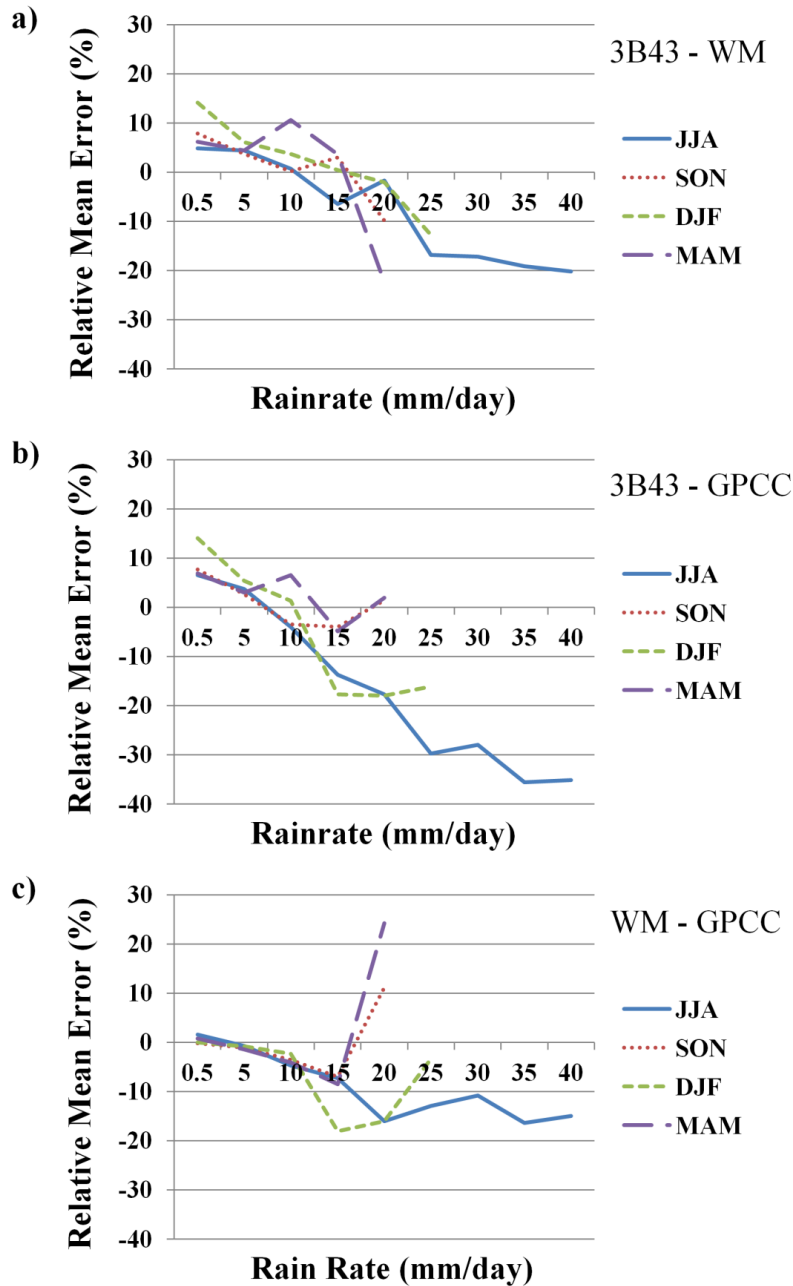 a)
3B43 - WM
Relative Mean Error (%)
30
20
10
0
-10
-20
-30
-40
0.5 5 10 15 20 25 30 35 40
Rainrate (mm/day)
JJA
SON
DJF
MAM
b)
3B43 - GPCC
Relative Mean Error (%)
30
20
10
0
-10
-20
-30
-40
0.5 5 10 15 20 25 30 35 40
Rainrate (mm/day)
JJA
SON
DJF
MAM
c)
WM - GPCC
Relative Mean Error (%)
30
20
10
0
-10
-20
-30
-40
0.5 5 10 15 20 25 30 35 40
Rain Rate (mm/day)
JJA
SON
DJF
MAM